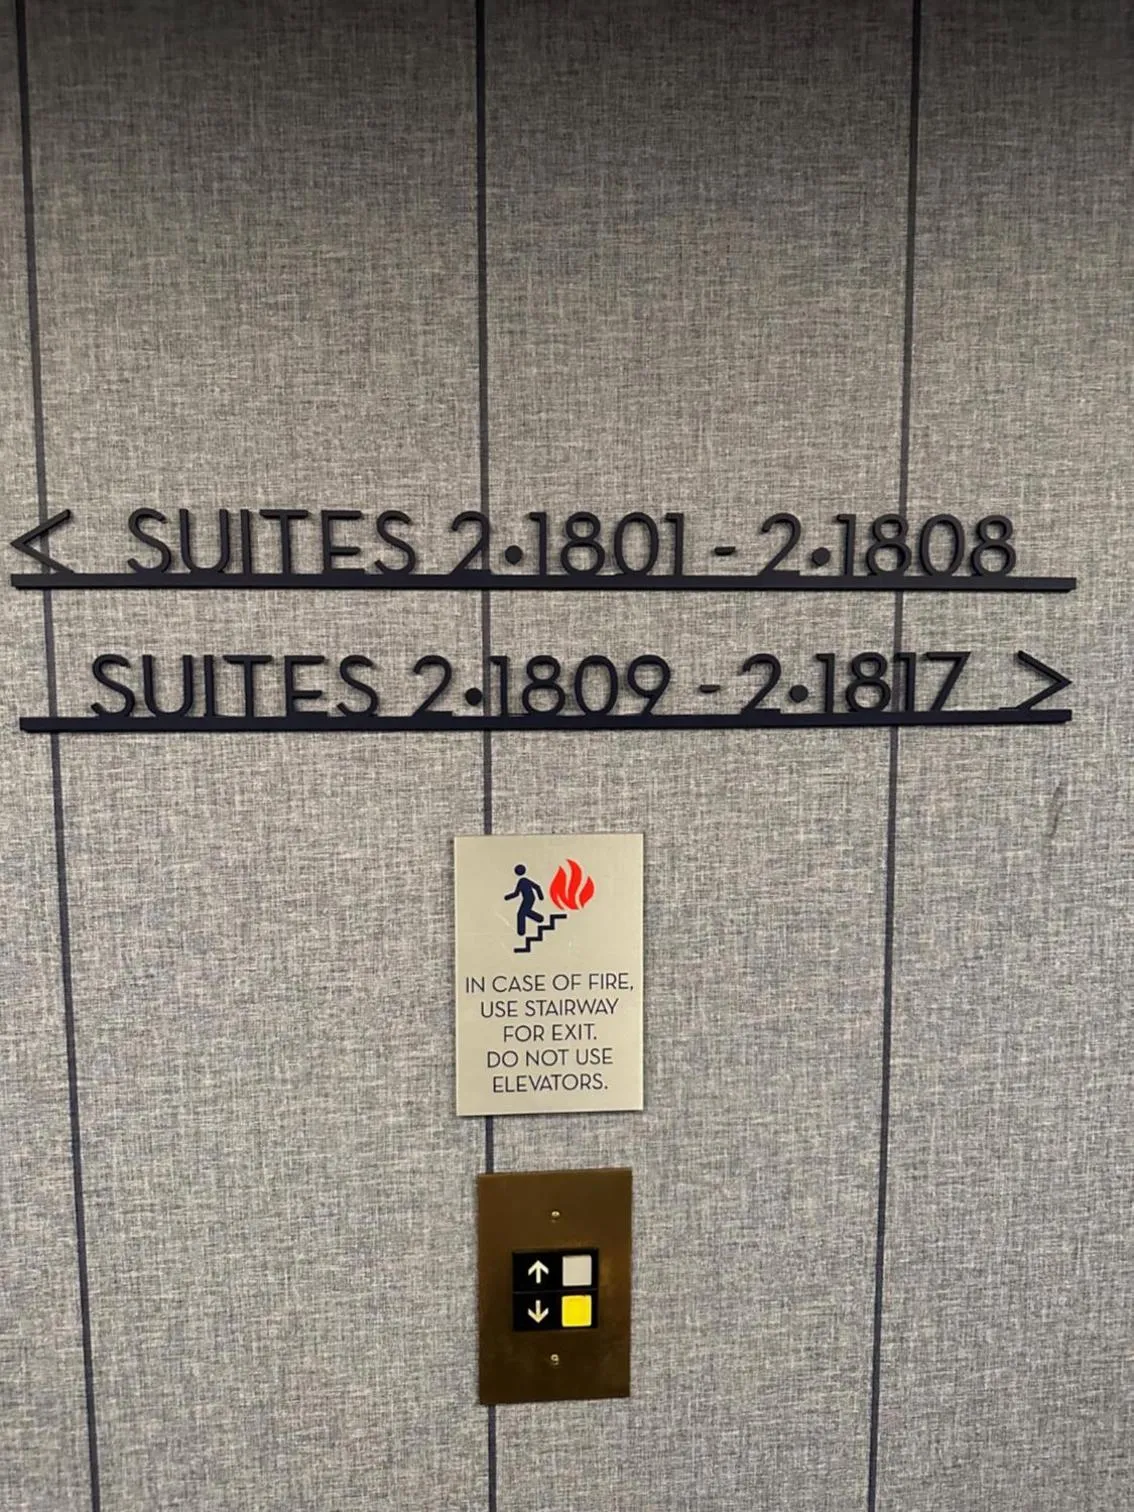 < SUITES 2•1801 - 2•1808
SUITES 2•1809 - 2•1817 >
IN CASE OF FIRE,
USE STAIRWAY
FOR EXIT.
DO NOT USE
ELEVATORS.
↑
↓